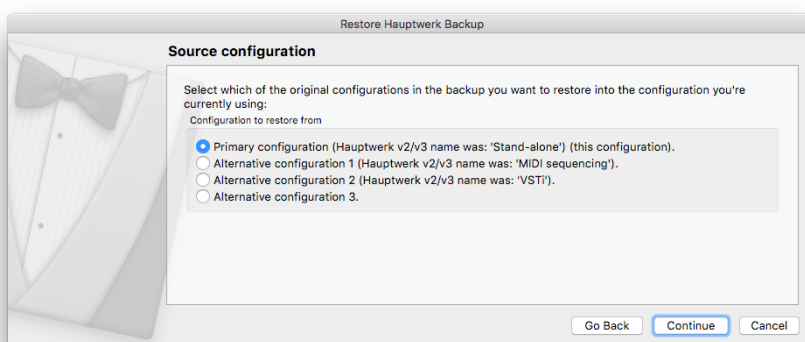 Restore Hauptwerk Backup
Source configuration
Select which of the original configurations in the backup you want to restore into the configuration you're
currently using:
Configuration to restore from
Primary configuration (Hauptwerk v2/v3 name was: 'Stand-alone') (this configuration).
Alternative configuration 1 (Hauptwerk v2/v3 name was: 'MIDI sequencing').
Alternative configuration 2 (Hauptwerk v2/v3 name was: 'VSTi').
Alternative configuration 3.
Go Back Continue Cancel